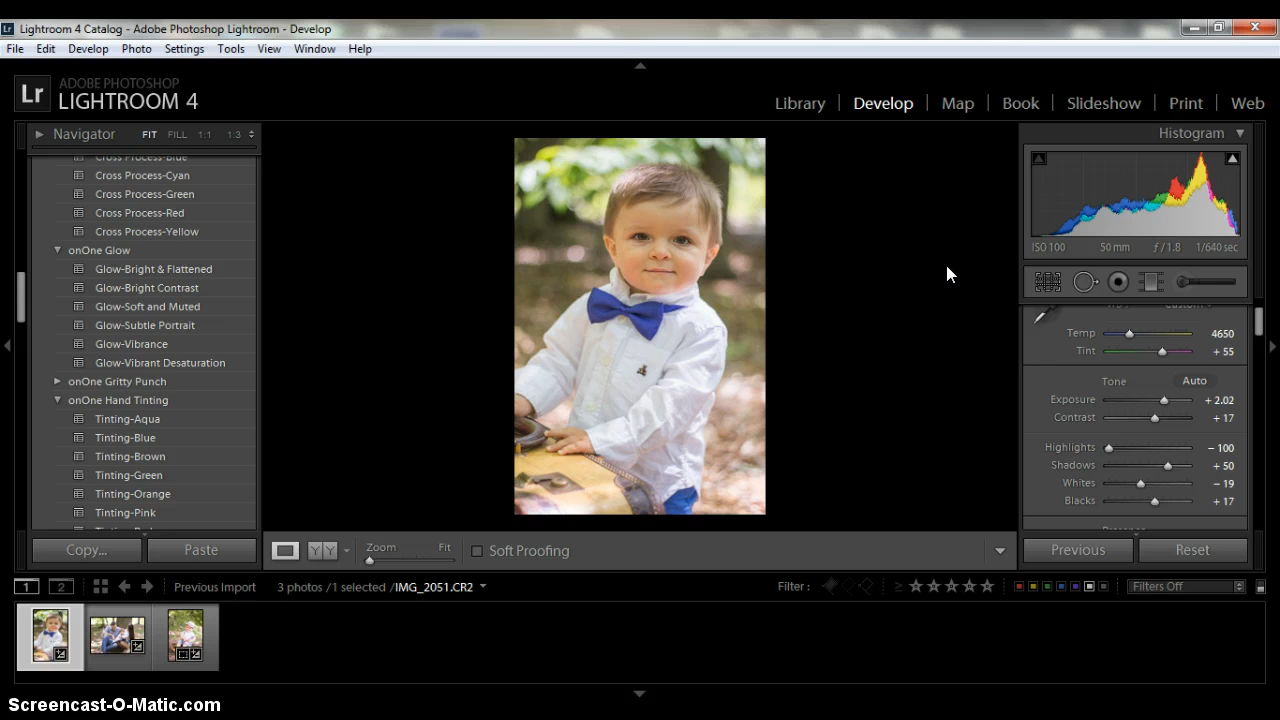 Lr Lightroom 4 Catalog - Adobe Photoshop Lightroom - Develop
File Edit Develop Photo Settings Tools View Window Help
Lr ADOBE PHOTOSHOP
LIGHTROOM 4
Library | Develop | Map | Book | Slideshow | Print | Web
Navigator FIT FILL 1:1 1:3
Cross Process-Blue
Cross Process-Cyan
Cross Process-Green
Cross Process-Red
Cross Process-Yellow
onOne Glow
Glow-Bright & Flattened
Glow-Bright Contrast
Glow-Soft and Muted
Glow-Subtle Portrait
Glow-Vibrance
Glow-Vibrant Desaturation
onOne Gritty Punch
onOne Hand Tinting
Tinting-Aqua
Tinting-Blue
Tinting-Brown
Tinting-Green
Tinting-Orange
Tinting-Pink
Copy... Paste
Histogram
ISO 100 50 mm ƒ / 1.8 1/640 sec
Temp 4650
Tint + 55
Tone Auto
Exposure + 2.02
Contrast + 17
Highlights − 100
Shadows + 50
Whites − 19
Blacks + 17
Presence
Previous Reset
YY Zoom Fit Soft Proofing
1 2 Previous Import 3 photos /1 selected /IMG_2051.CR2 Filter : ≥ Filters Off
Screencast-O-Matic.com